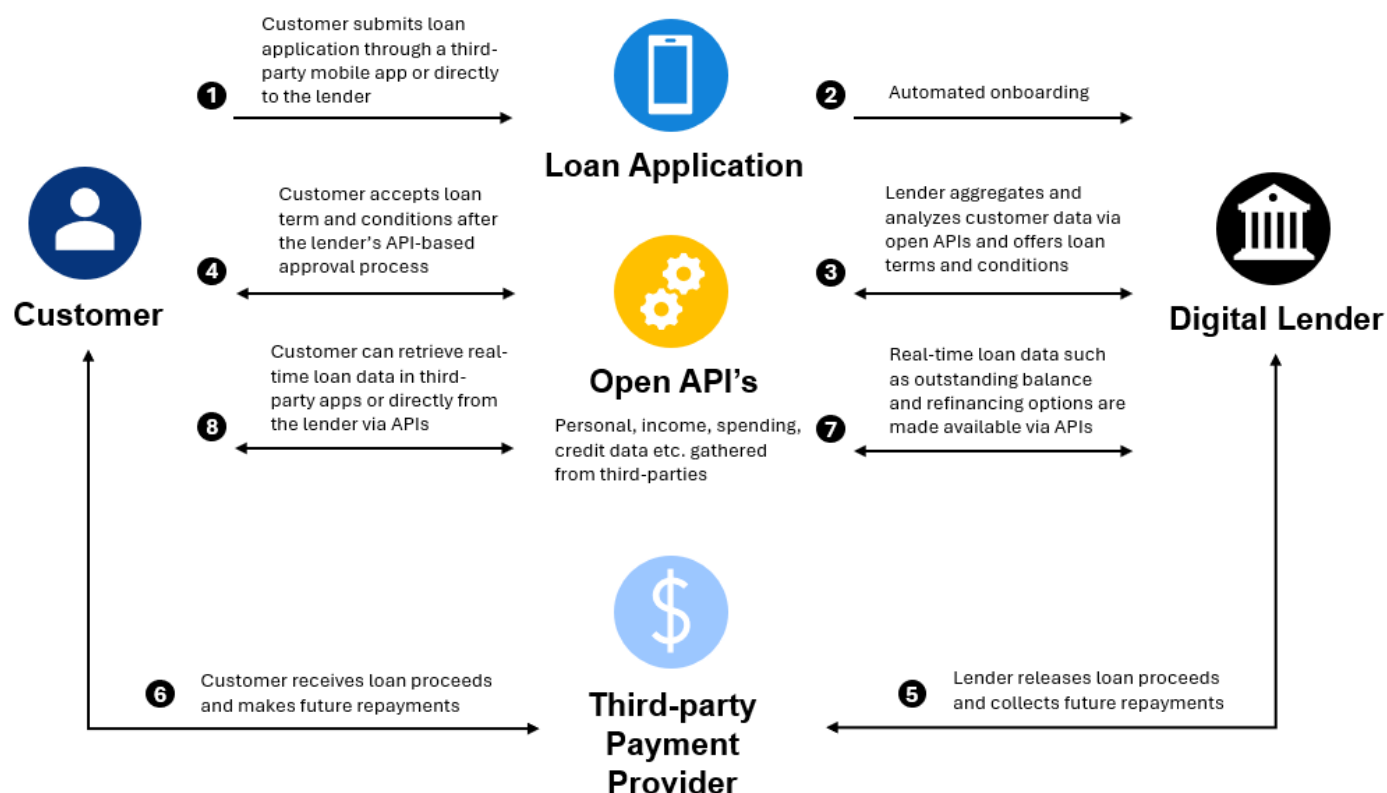 1
Customer submits loan
application through a third-
party mobile app or directly
to the lender
Loan Application
2
Automated onboarding
Customer
4
Customer accepts loan
term and conditions after
the lender's API-based
approval process
Open API's
Personal, income, spending,
credit data etc. gathered
from third-parties
3
Lender aggregates and
analyzes customer data via
open APIs and offers loan
terms and conditions
Digital Lender
8
Customer can retrieve real-
time loan data in third-
party apps or directly from
the lender via APIs
7
Real-time loan data such
as outstanding balance
and refinancing options are
made available via APIs
6
Customer receives loan proceeds
and makes future repayments
$
Third-party
Payment
Provider
5
Lender releases loan proceeds
and collects future repayments